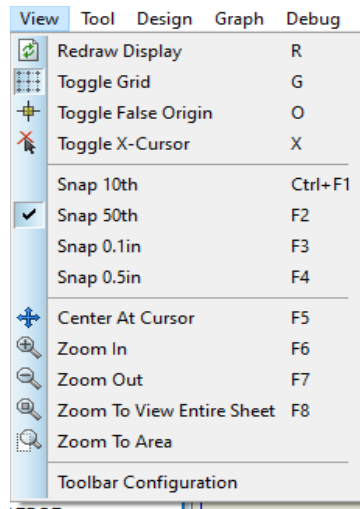 View Tool Design Graph Debug
Redraw Display R
Toggle Grid G
Toggle False Origin O
Toggle X-Cursor X
Snap 10th Ctrl+F1
Snap 50th F2
Snap 0.1in F3
Snap 0.5in F4
Center At Cursor F5
Zoom In F6
Zoom Out F7
Zoom To View Entire Sheet F8
Zoom To Area
Toolbar Configuration